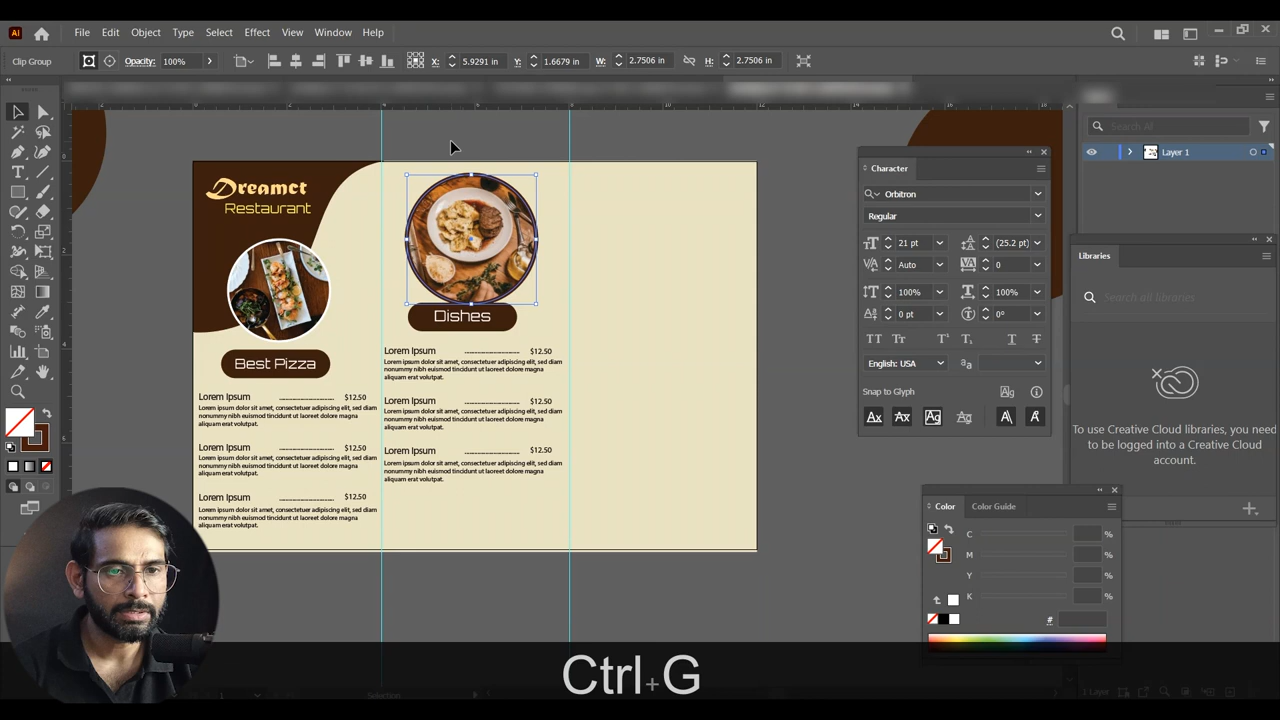 Ai File Edit Object Type Select Effect View Window Help
Clip Group Opacity: 100% X: 5.9291 in Y: 1.6679 in W: 2.7506 in H: 2.7506 in
Dreamct
Restaurant
Best Pizza
Lorem Ipsum $12.50
Lorem ipsum dolor sit amet, consectetuer adipiscing elit, sed diam
nonummy nibh euismod tincidunt ut laoreet dolore magna
aliquam erat volutpat.
Lorem Ipsum $12.50
Lorem ipsum dolor sit amet, consectetuer adipiscing elit, sed diam
nonummy nibh euismod tincidunt ut laoreet dolore magna
aliquam erat volutpat.
Lorem Ipsum $12.50
Lorem ipsum dolor sit amet, consectetuer adipiscing elit, sed diam
nonummy nibh euismod tincidunt ut laoreet dolore magna
aliquam erat volutpat.
Dishes
Lorem Ipsum $12.50
Lorem ipsum dolor sit amet, consectetuer adipiscing elit, sed diam
nonummy nibh euismod tincidunt ut laoreet dolore magna
aliquam erat volutpat.
Lorem Ipsum $12.50
Lorem ipsum dolor sit amet, consectetuer adipiscing elit, sed diam
nonummy nibh euismod tincidunt ut laoreet dolore magna
aliquam erat volutpat.
Lorem Ipsum $12.50
Lorem ipsum dolor sit amet, consectetuer adipiscing elit, sed diam
nonummy nibh euismod tincidunt ut laoreet dolore magna
aliquam erat volutpat.
Character
Orbitron
Regular
21 pt (25.2 pt)
Auto 0
100% 100%
0 pt 0°
English: USA
Snap to Glyph
Search All
Layer 1
Libraries
Search all libraries
To use Creative Cloud libraries, you need
to be logged into a Creative Cloud
account.
Color Color Guide
C %
M %
Y %
K %
#
Ctrl+G
Selection
1 Layer